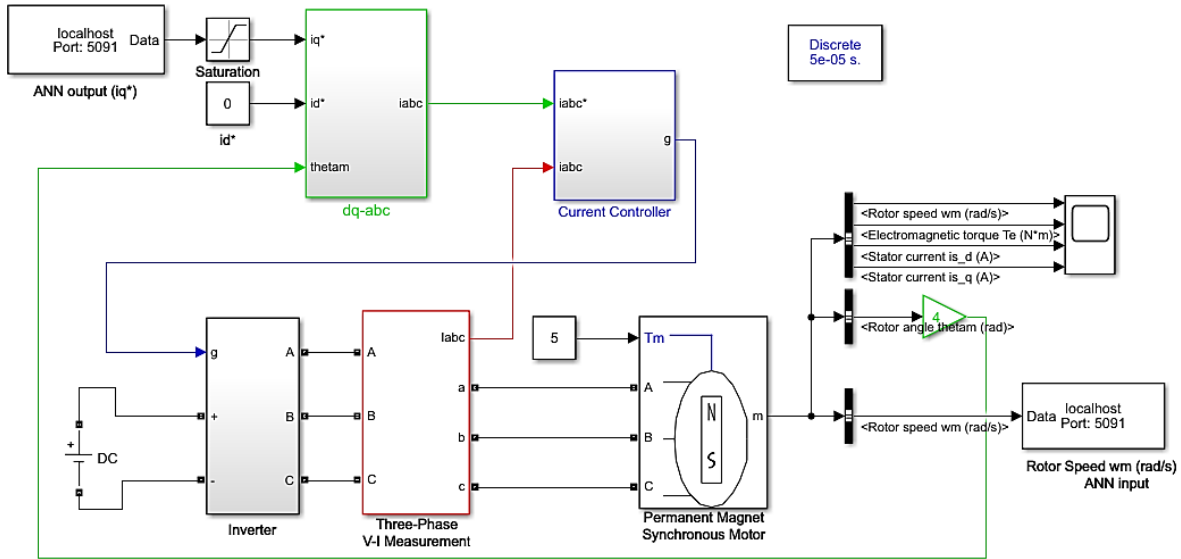 localhost
Port: 5091
Data
ANN output (iq*)
Saturation
0
id*
iq*
id*
thetam
iabc
dq-abc
iabc*
iabc
g
Current Controller
Discrete
5e-05 s.
<Rotor speed wm (rad/s)>
<Electromagnetic torque Te (N*m)>
<Stator current is_d (A)>
<Stator current is_q (A)>
4
<Rotor angle thetam (rad)>
<Rotor speed wm (rad/s)>
Data
localhost
Port: 5091
Rotor Speed wm (rad/s)
ANN input
+
DC
g
+
-
A
B
C
Inverter
A
B
C
Iabc
a
b
c
Three-Phase
V-I Measurement
5
Tm
A
B
C
N
S
m
Permanent Magnet
Synchronous Motor